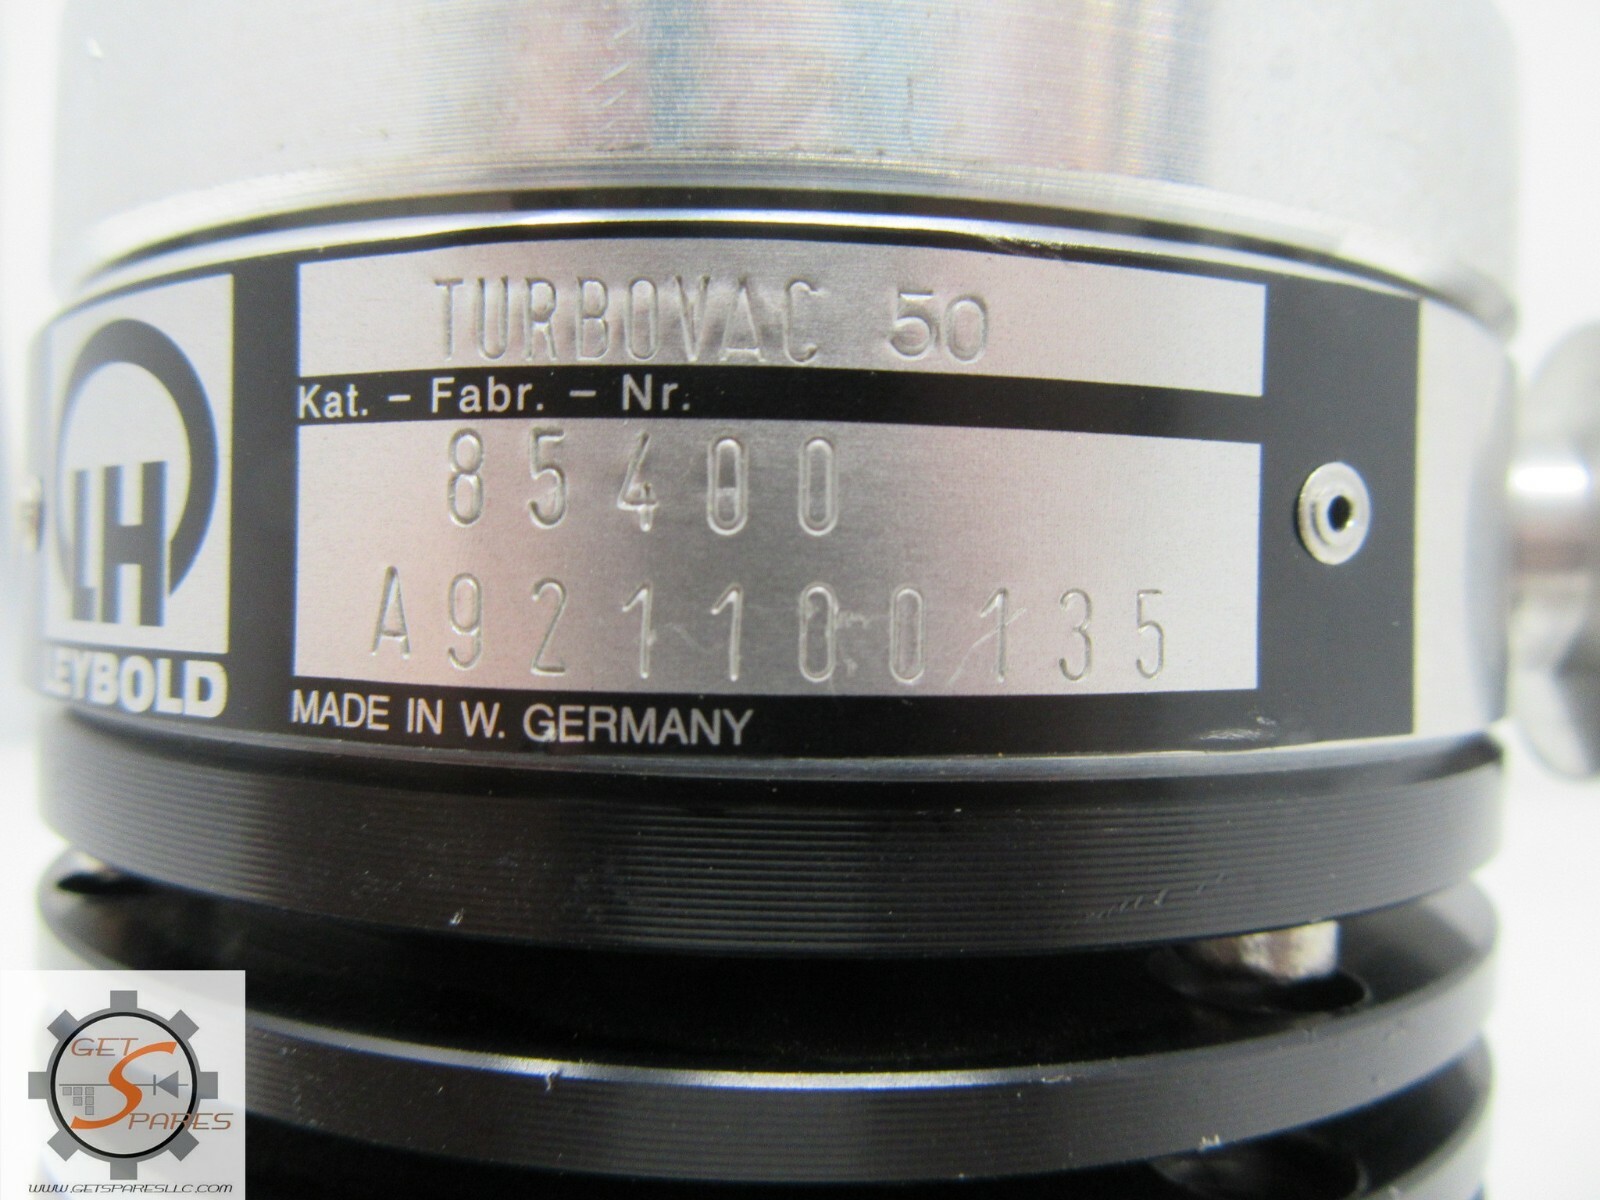 TURBOVAC 50
Kat. - Fabr. - Nr.
85400
A921100135
LH
LEYBOLD
MADE IN W. GERMANY
GET
SPARES
WWW.GETSPARESLLC.COM